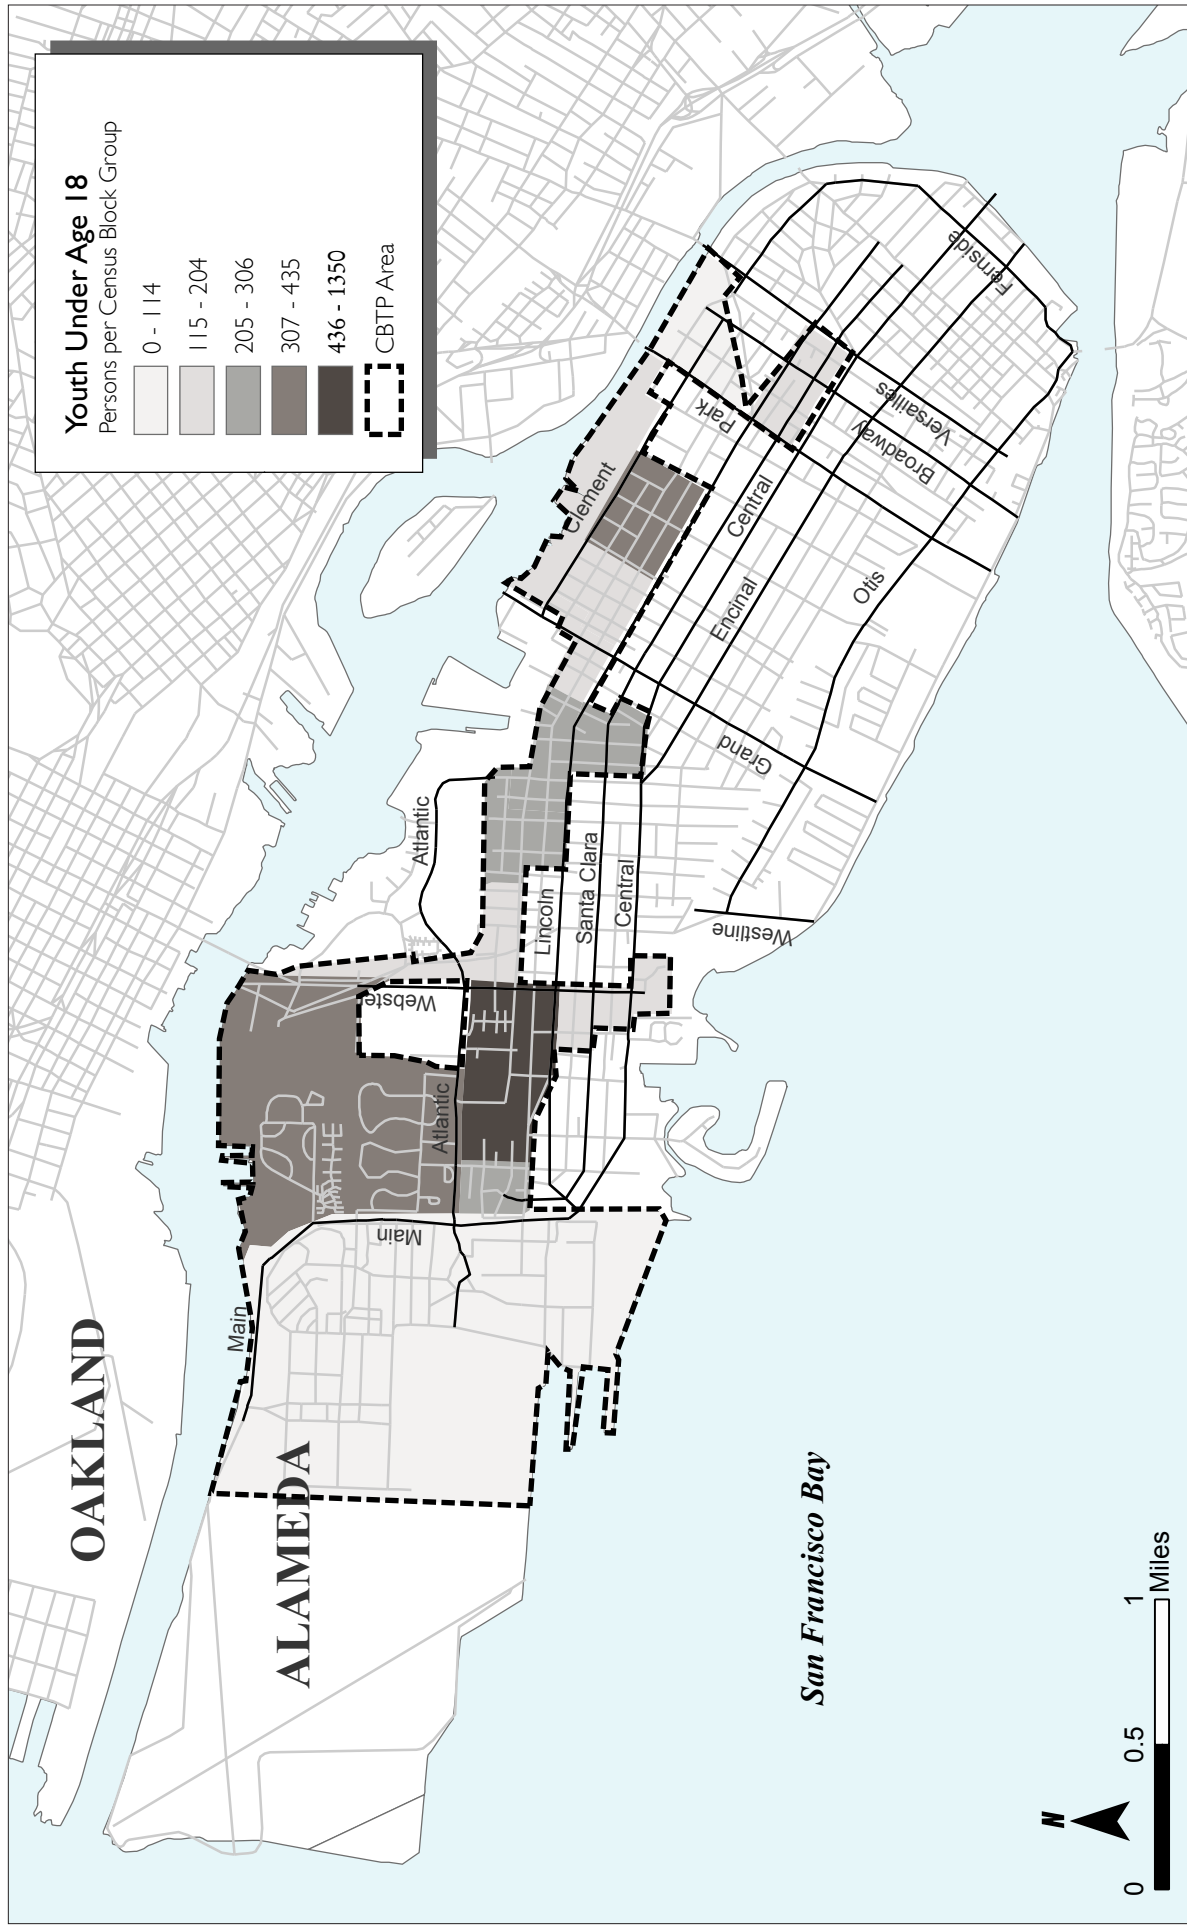 Youth Under Age 18
Persons per Census Block Group
0 - 114
115 - 204
205 - 306
307 - 435
436 - 1350
CBTP Area
OAKLAND
ALAMEDA
Main
Main
Atlantic
Atlantic
Webste
Lincoln
Santa Clara
Central
Westline
Grand
Clement
Park
Central
Encinal
Otis
Broadway
Versailles
Fernside
San Francisco Bay
N
0 0.5 1
Miles